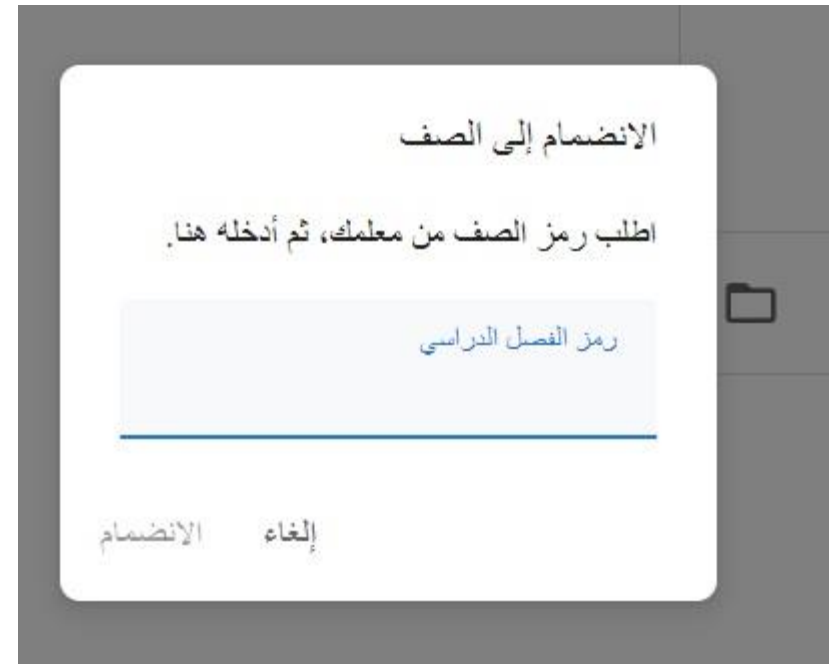 الانضمام إلى الصف
اطلب رمز الصف من معلمك، ثم أدخله هنا.
رمز الفصل الدراسي
إلغاء الانضمام